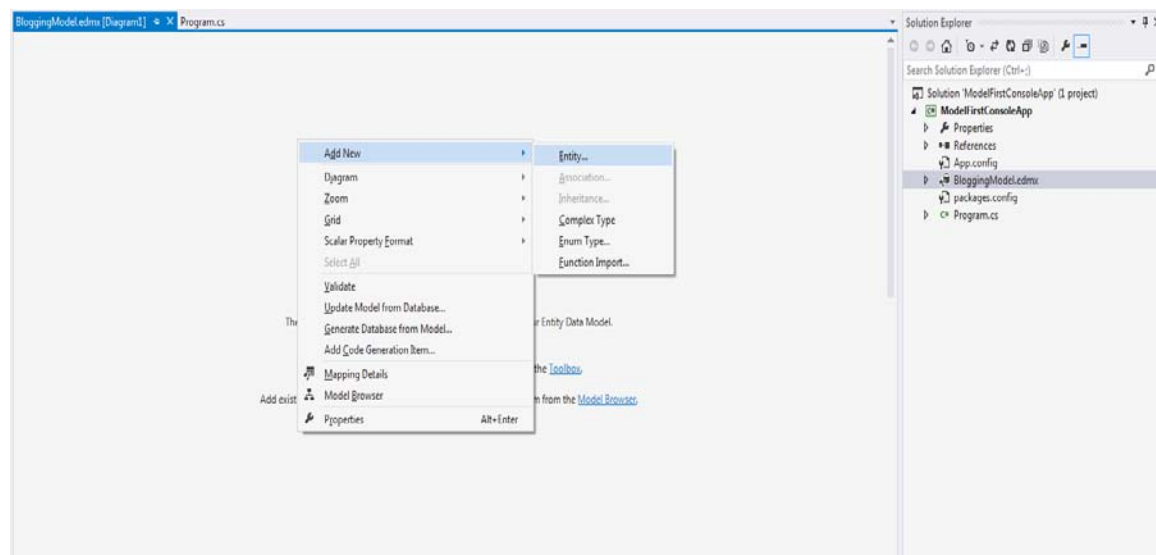 BloggingModel.edmx [Diagram1]
Program.cs
Add New
Entity...
Diagram
Association...
Zoom
Inheritance...
Grid
Complex Type
Scalar Property Format
Enum Type...
Select All
Function Import...
Validate
Update Model from Database...
Generate Database from Model...
Entity Data Model.
Add Code Generation Item...
Mapping Details
the Toolbox.
Model Browser
Add exist
from the Model Browser.
Properties Alt+Enter
Solution Explorer
Search Solution Explorer (Ctrl+;)
Solution 'ModelFirstConsoleApp' (1 project)
ModelFirstConsoleApp
Properties
References
App.config
BloggingModel.edmx
packages.config
C# Program.cs